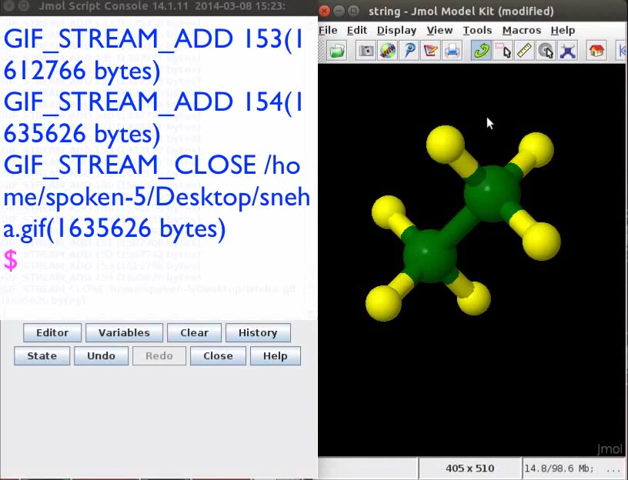 Jmol Script Console 14.1.11 2014-03-08 15:23:
GIF_STREAM_ADD 153(1
612766 bytes)
GIF_STREAM_ADD 154(1
635626 bytes)
GIF_STREAM_CLOSE /ho
me/spoken-5/Desktop/sneh
a.gif(1635626 bytes)
$
Editor Variables Clear History
State Undo Redo Close Help
string - Jmol Model Kit (modified)
File Edit Display View Tools Macros Help
Jmol
405 x 510 14.8/98.6 Mb; ...